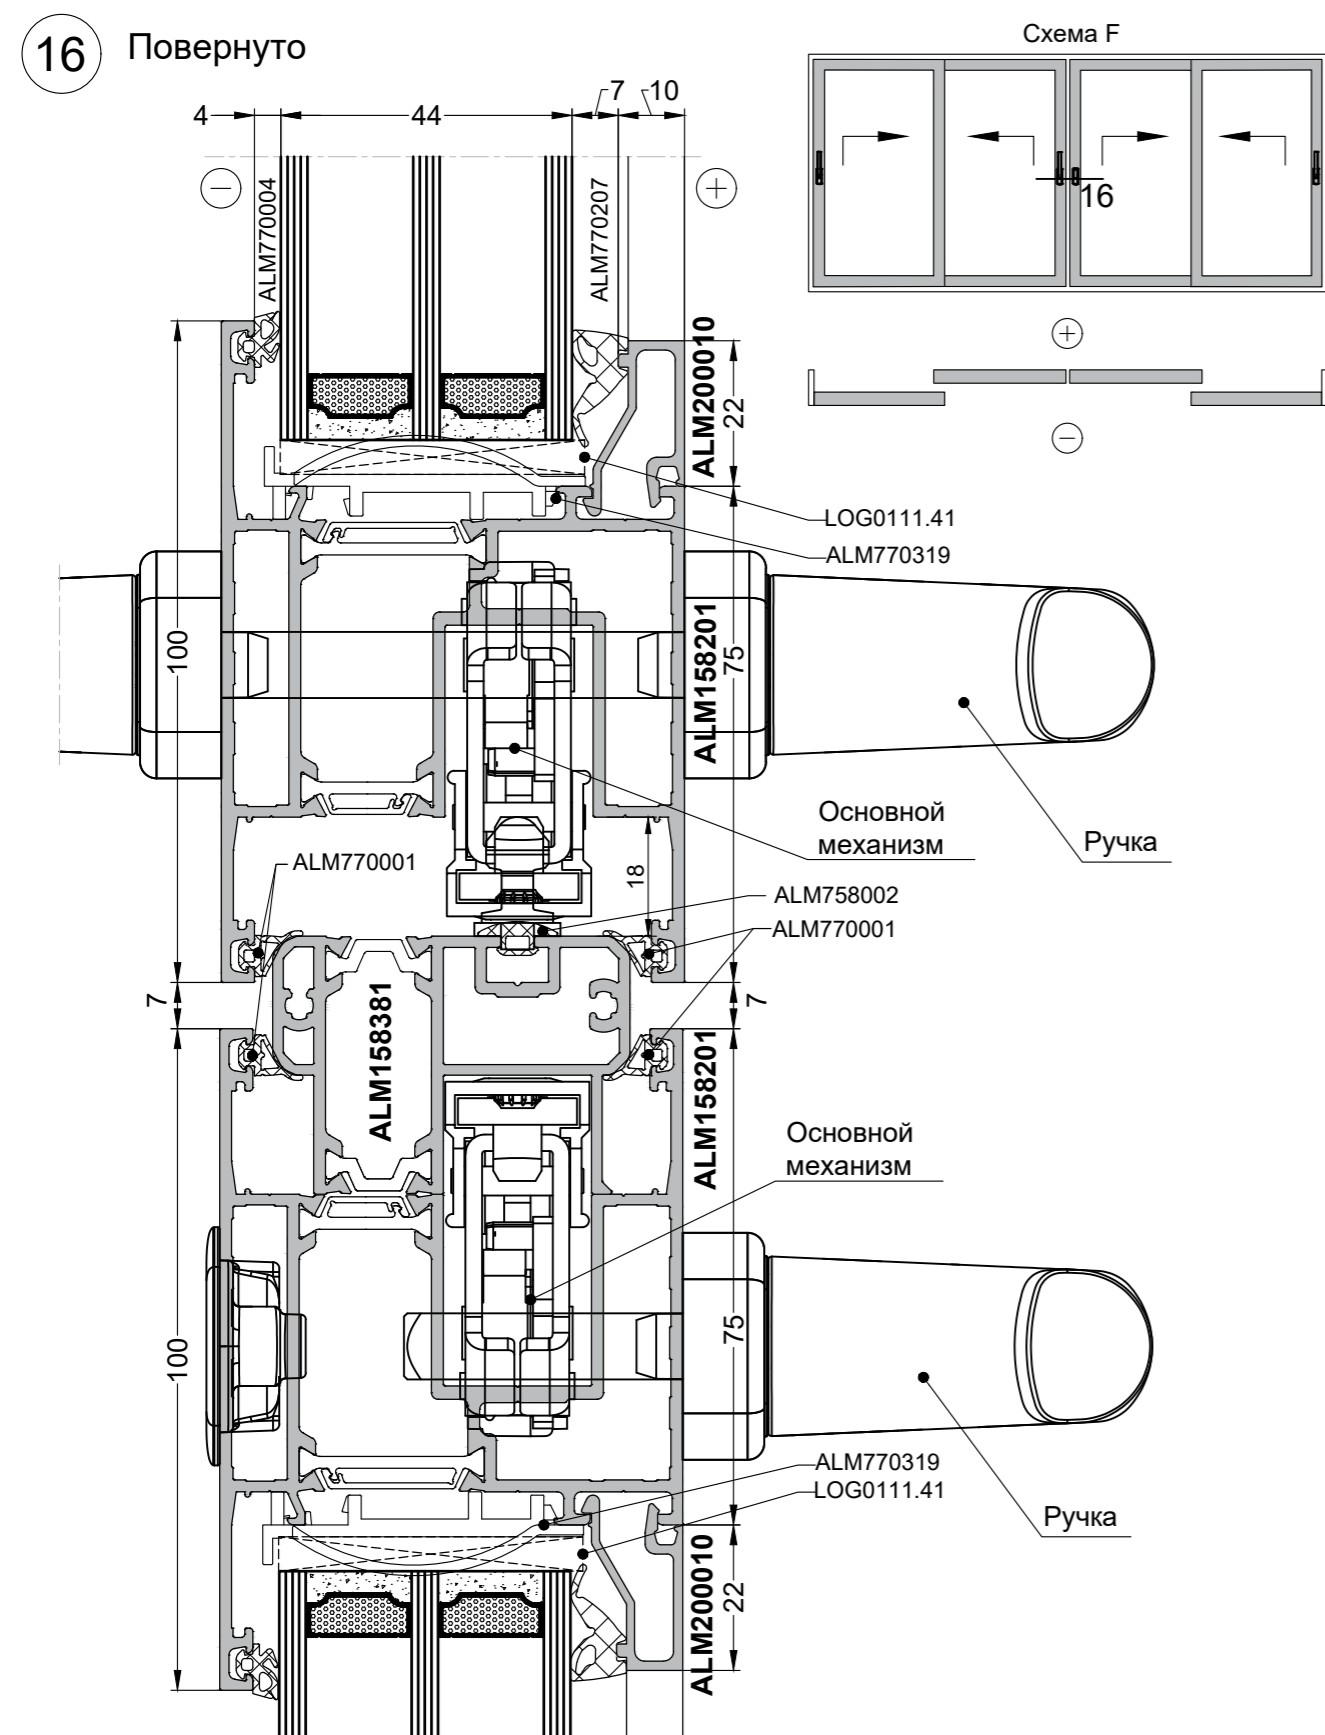 16 Повернуто
Схема F
4 44 7 10
− +
ALM770004
ALM770207
16
+
−
ALM200010
22
LOG0111.41
ALM770319
100
ALM158201
75
Основной
механизм
Ручка
18
ALM770001
ALM758002
ALM770001
7
7
ALM158381
ALM158201
Основной
механизм
100
75
ALM770319
LOG0111.41
Ручка
ALM200010
22